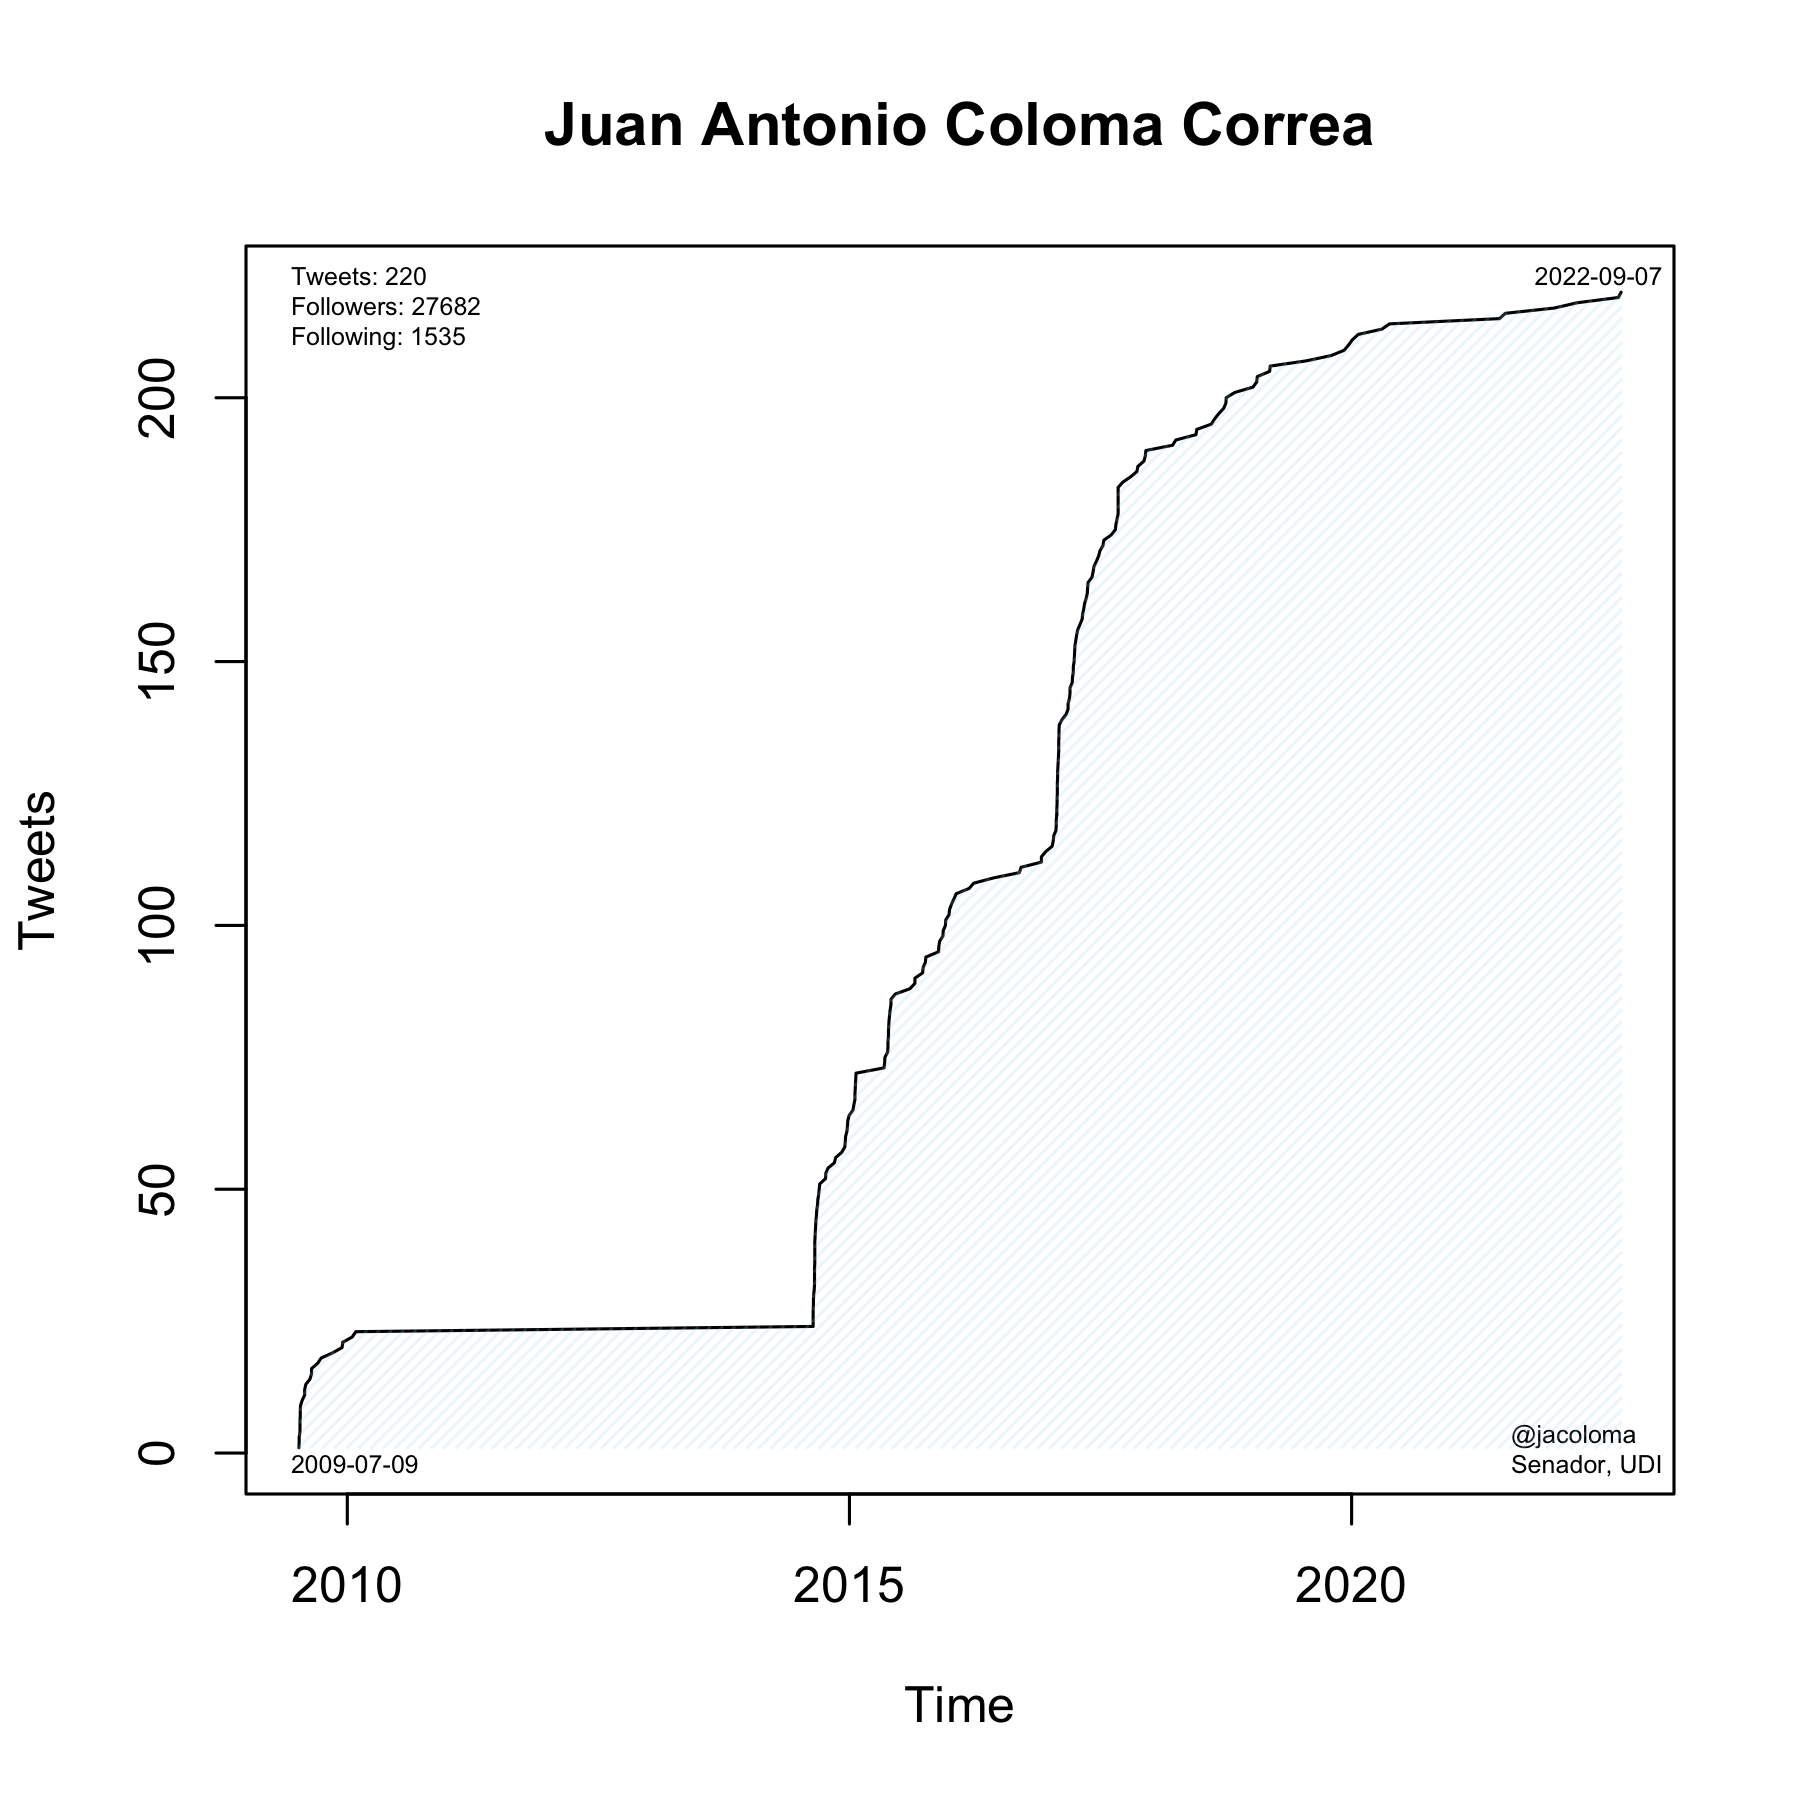 Juan Antonio Coloma Correa
Tweets: 220
Followers: 27682
Following: 1535
2022-09-07
200
150
100
50
0
Tweets
2009-07-09
@jacoloma
Senador, UDI
2010 2015 2020
Time